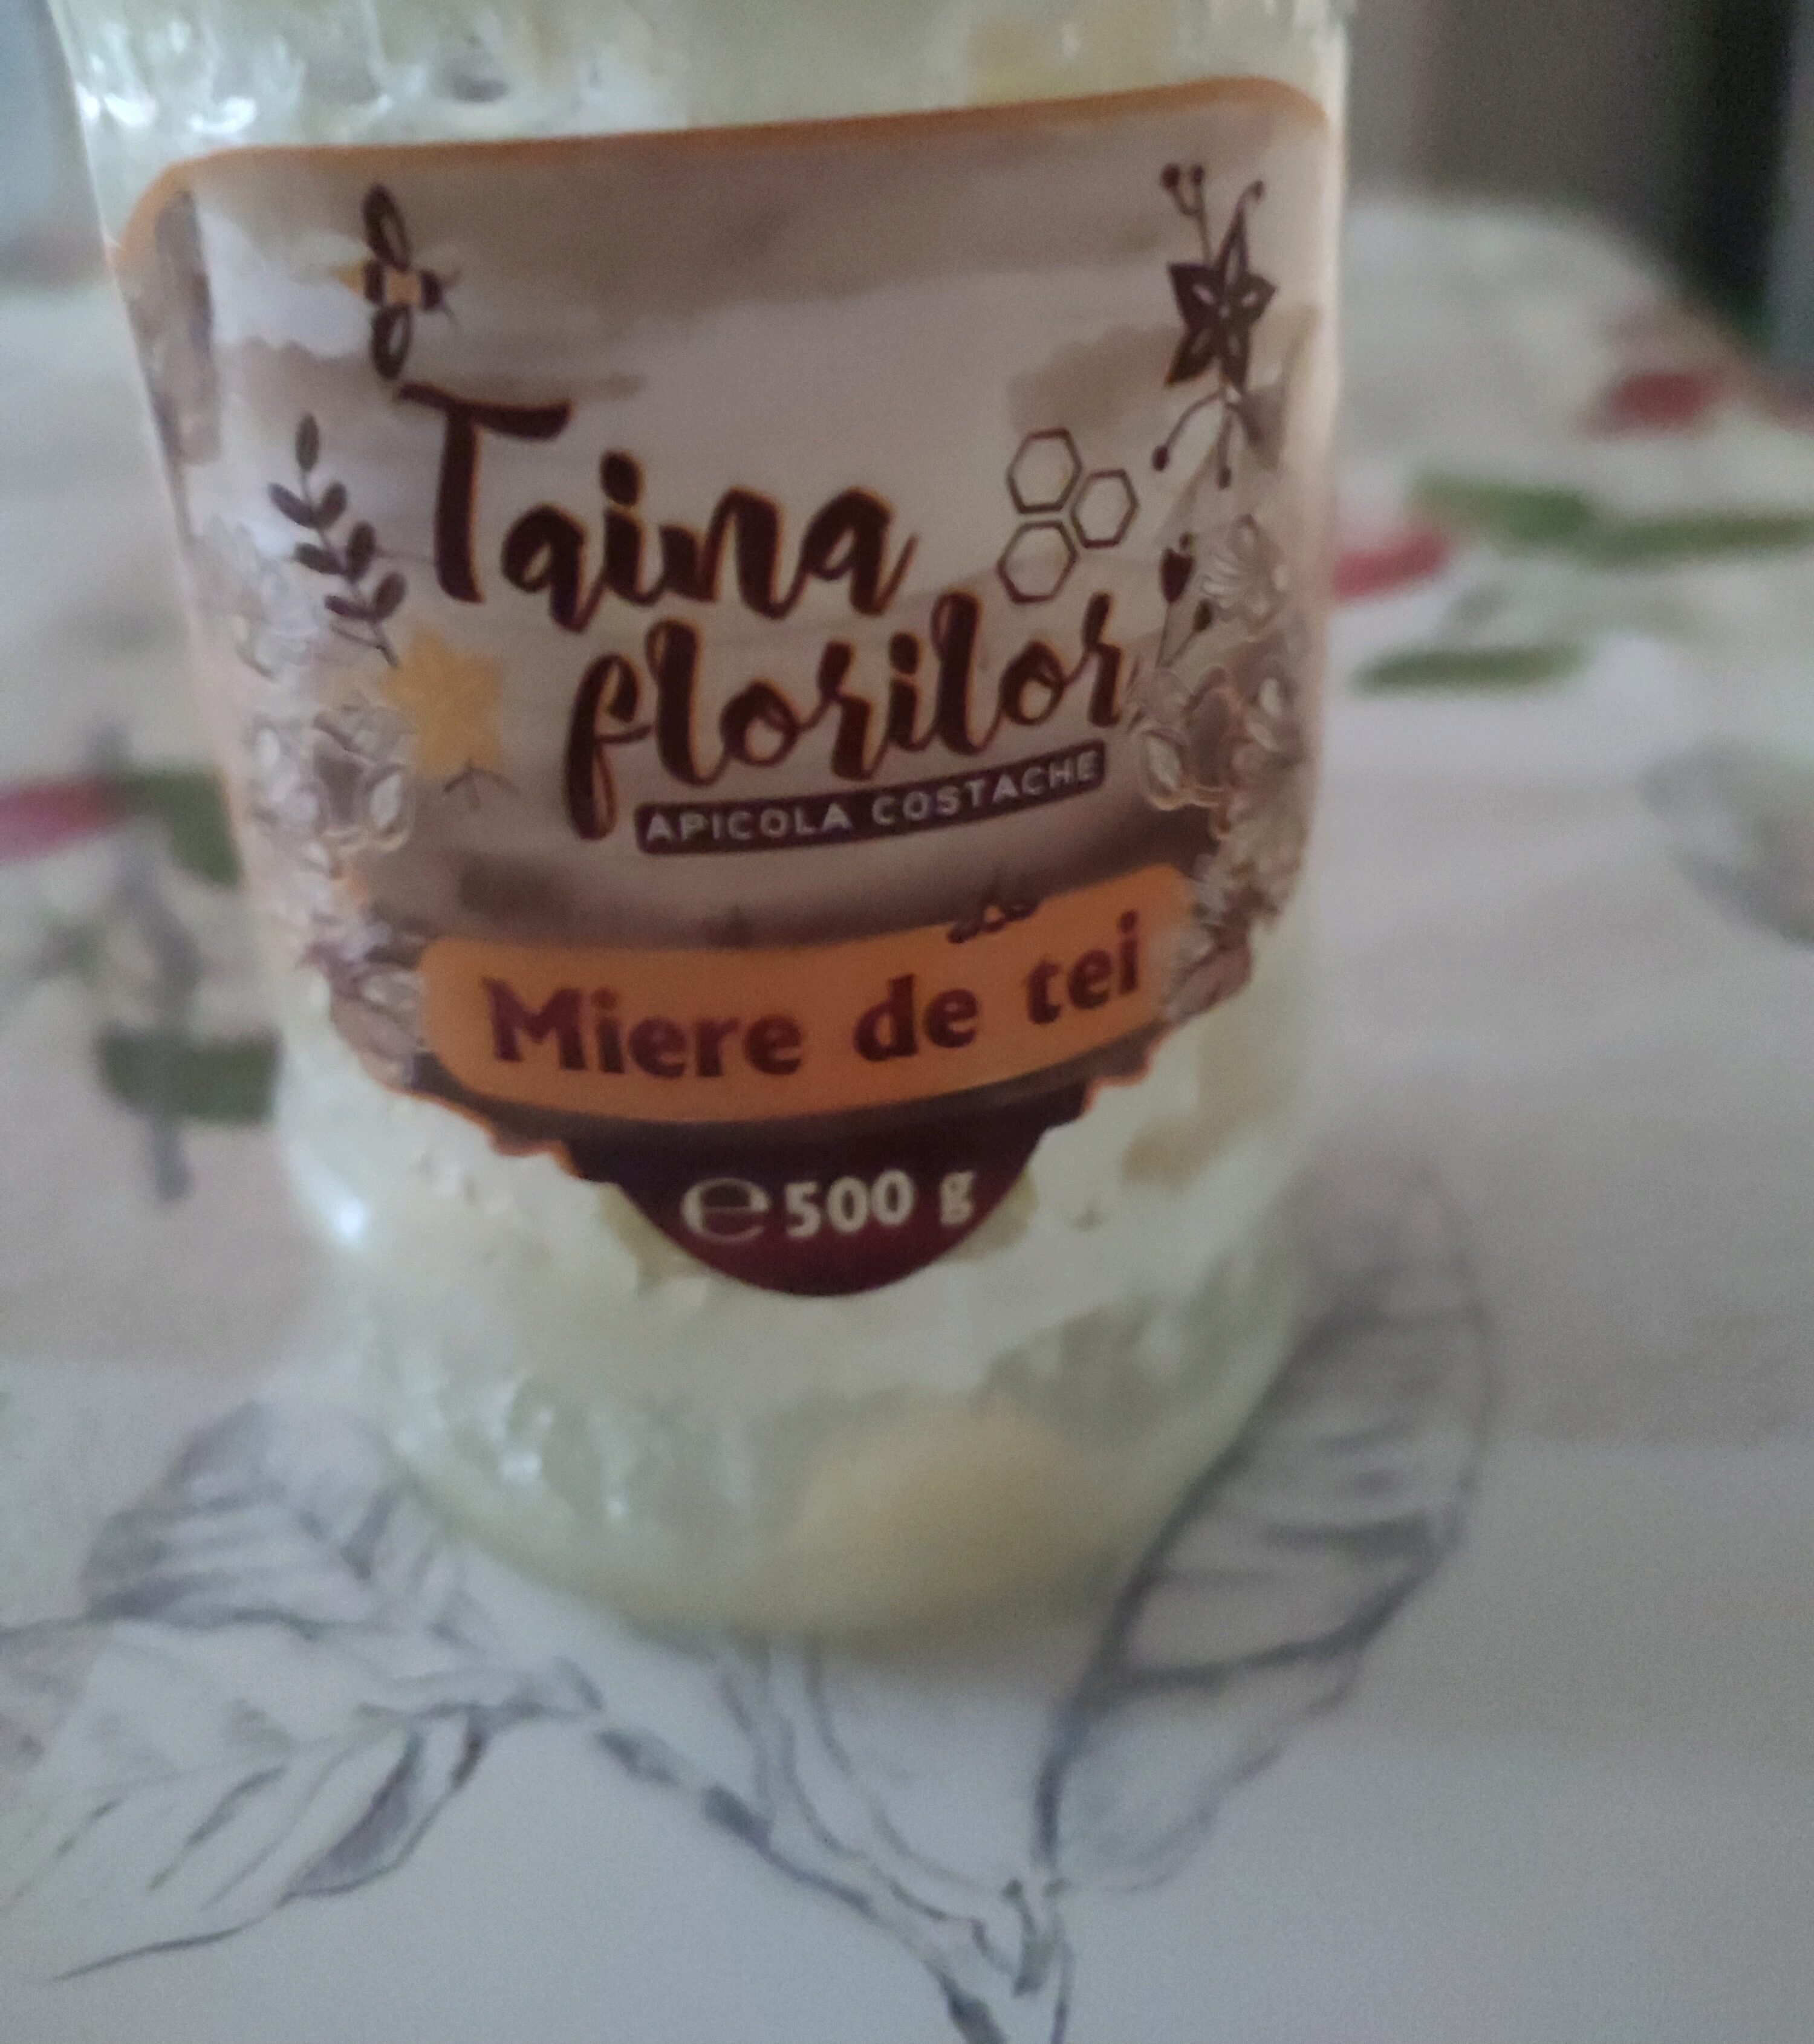 Taina
florilor
APICOLA COSTACHE
Miere de tei
℮ 500 g